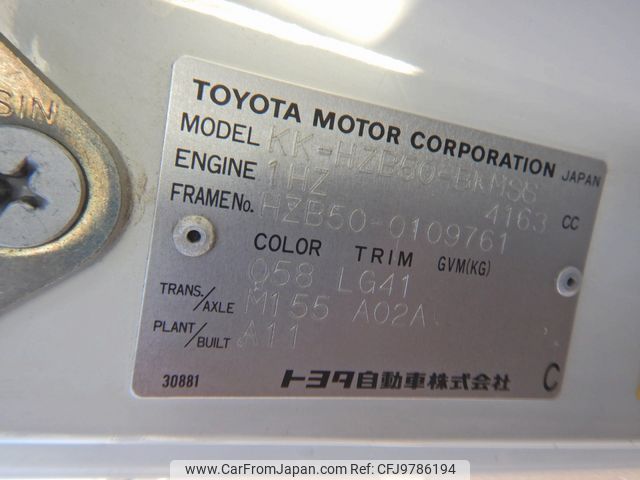 SIN
TOYOTA MOTOR CORPORATION JAPAN
MODEL KK-HZB50-BKMSS
ENGINE 1HZ 4163 CC
FRAME No. HZB50-0109761
COLOR TRIM GVM(KG)
058 LG41
TRANS./AXLE M155 A02A
PLANT/BUILT A11
30881 トヨタ自動車株式会社 C
www.CarFromJapan.com REF:CFJ9786194